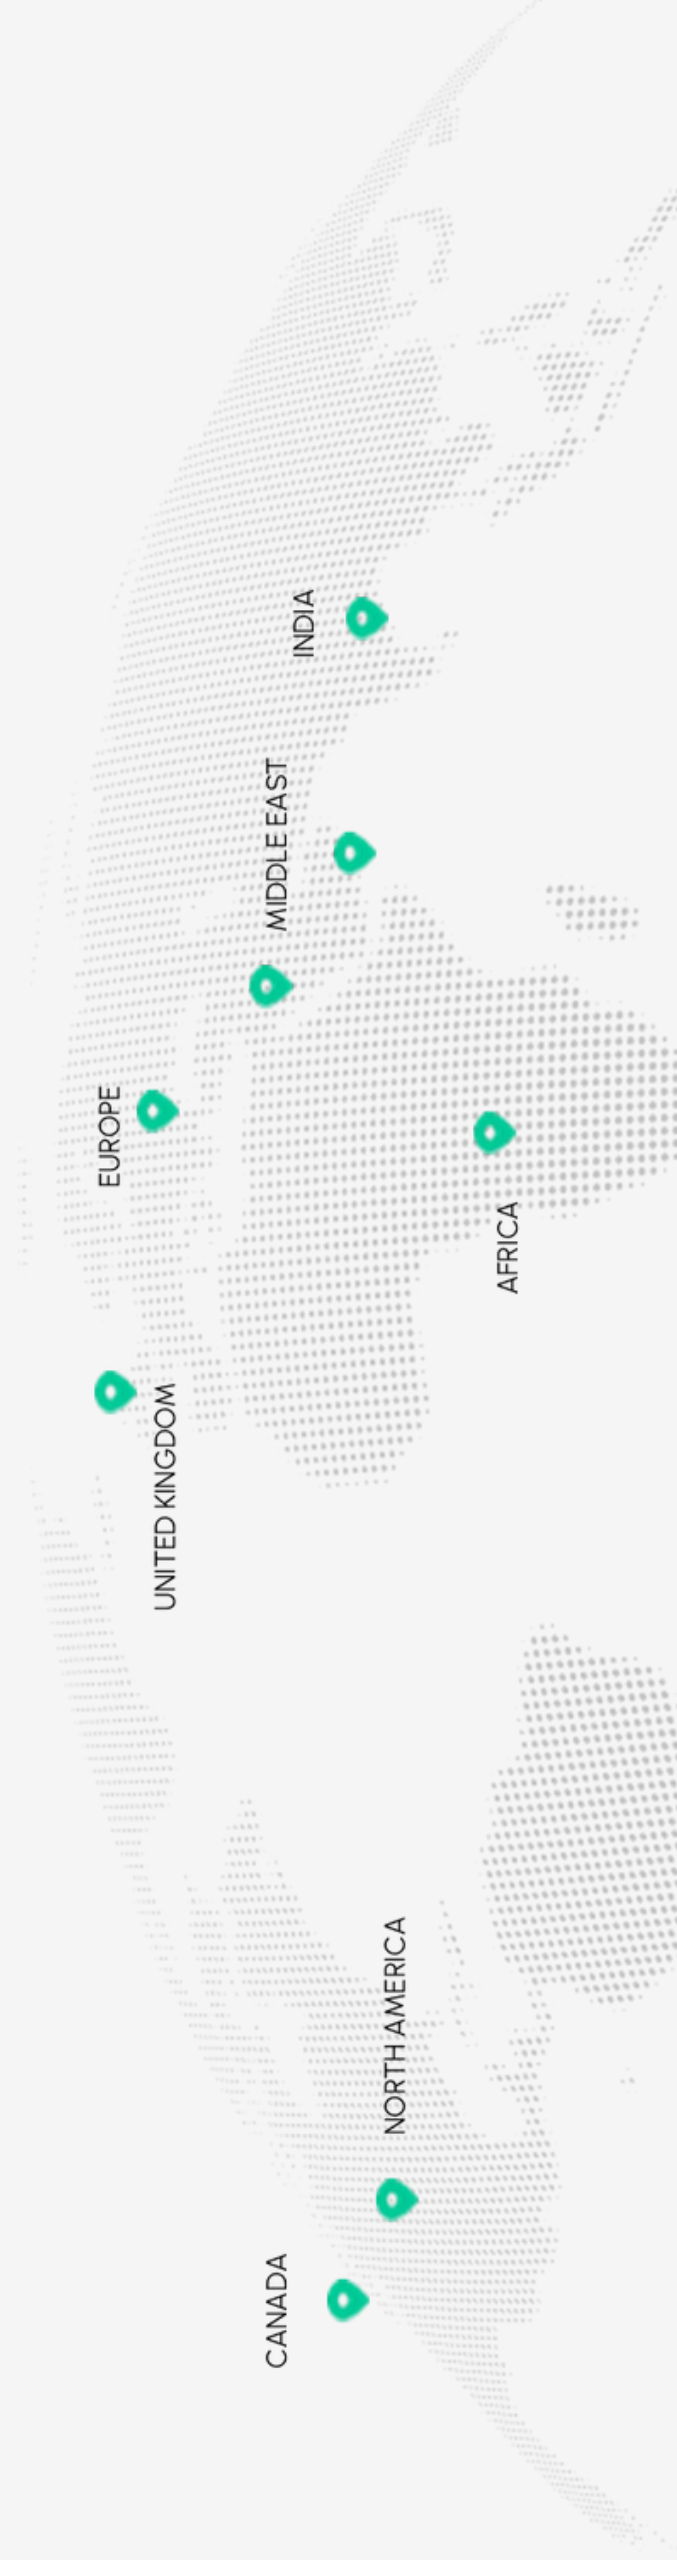 CANADA
NORTH AMERICA
UNITED KINGDOM
EUROPE
AFRICA
MIDDLE EAST
INDIA